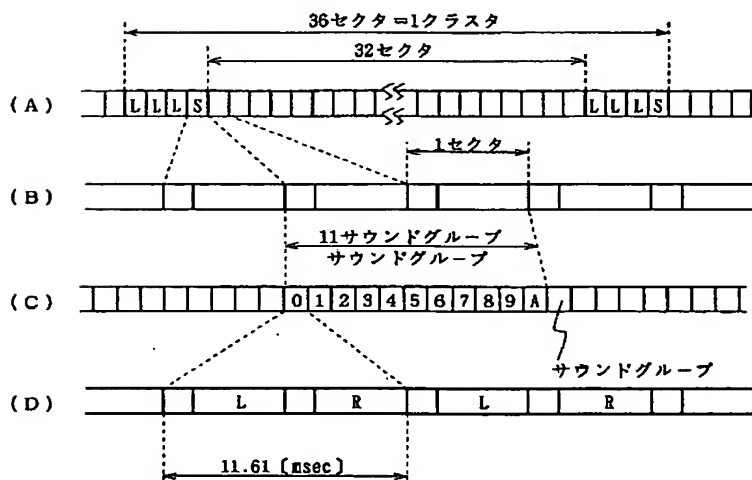 36セクタ=1クラスタ
32セクタ
(A) L L L S L L L S
1セクタ
(B)
11サウンドグループ
サウンドグループ
(C) 0 1 2 3 4 5 6 7 8 9 A
サウンドグループ
(D) L R L R
11.61 [msec]